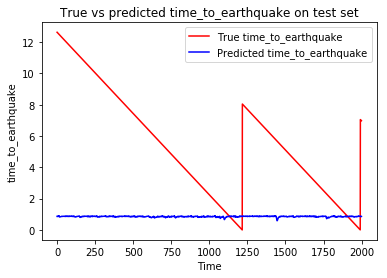 True vs predicted time_to_earthquake on test set
True time_to_earthquake
Predicted time_to_earthquake
time_to_earthquake
12
10
8
6
4
2
0
0 250 500 750 1000 1250 1500 1750 2000
Time